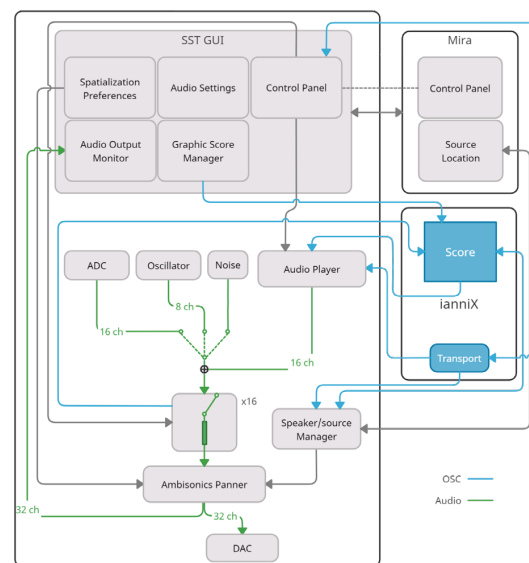 SST GUI
Mira
Spatialization
Preferences
Audio Settings
Control Panel
Control Panel
Audio Output
Monitor
Graphic Score
Manager
Source
Location
ADC
Oscillator
Noise
Audio Player
Score
ianniX
8 ch
16 ch
16 ch
Transport
x16
Speaker/source
Manager
Ambisonics Panner
OSC
Audio
32 ch
32 ch
DAC